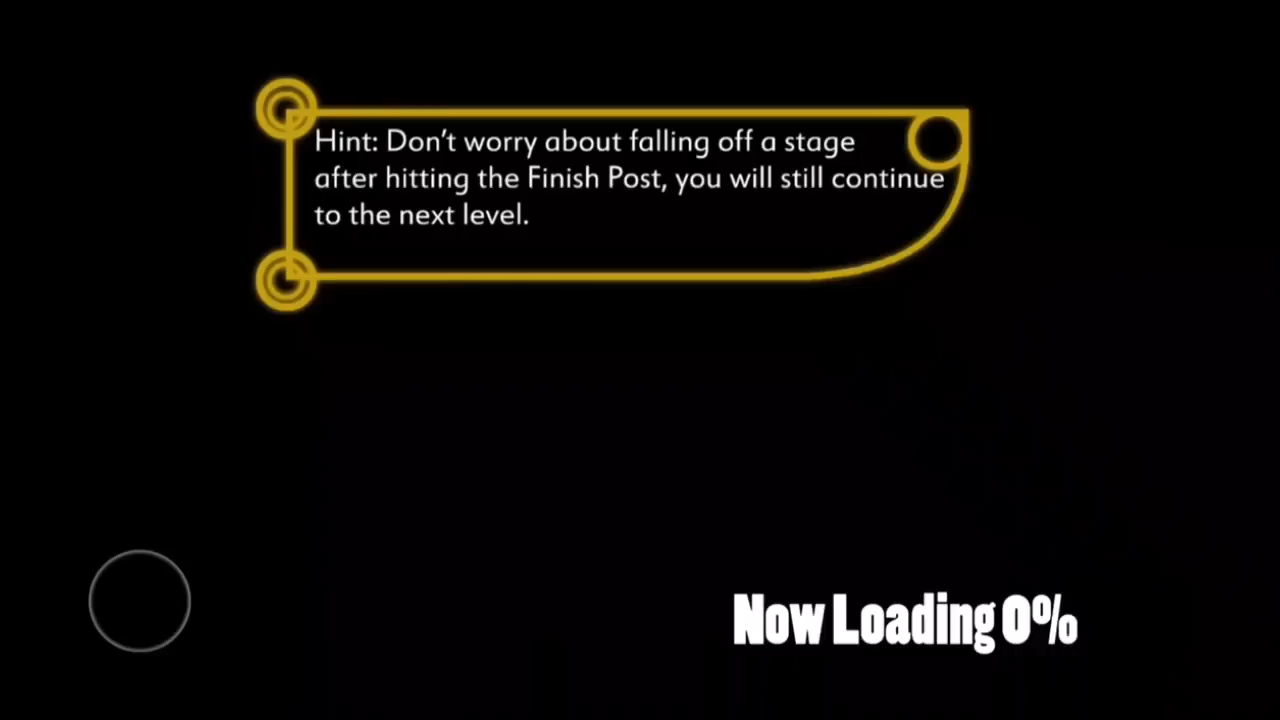 Hint: Don't worry about falling off a stage
after hitting the Finish Post, you will still continue
to the next level.
Now Loading 0%